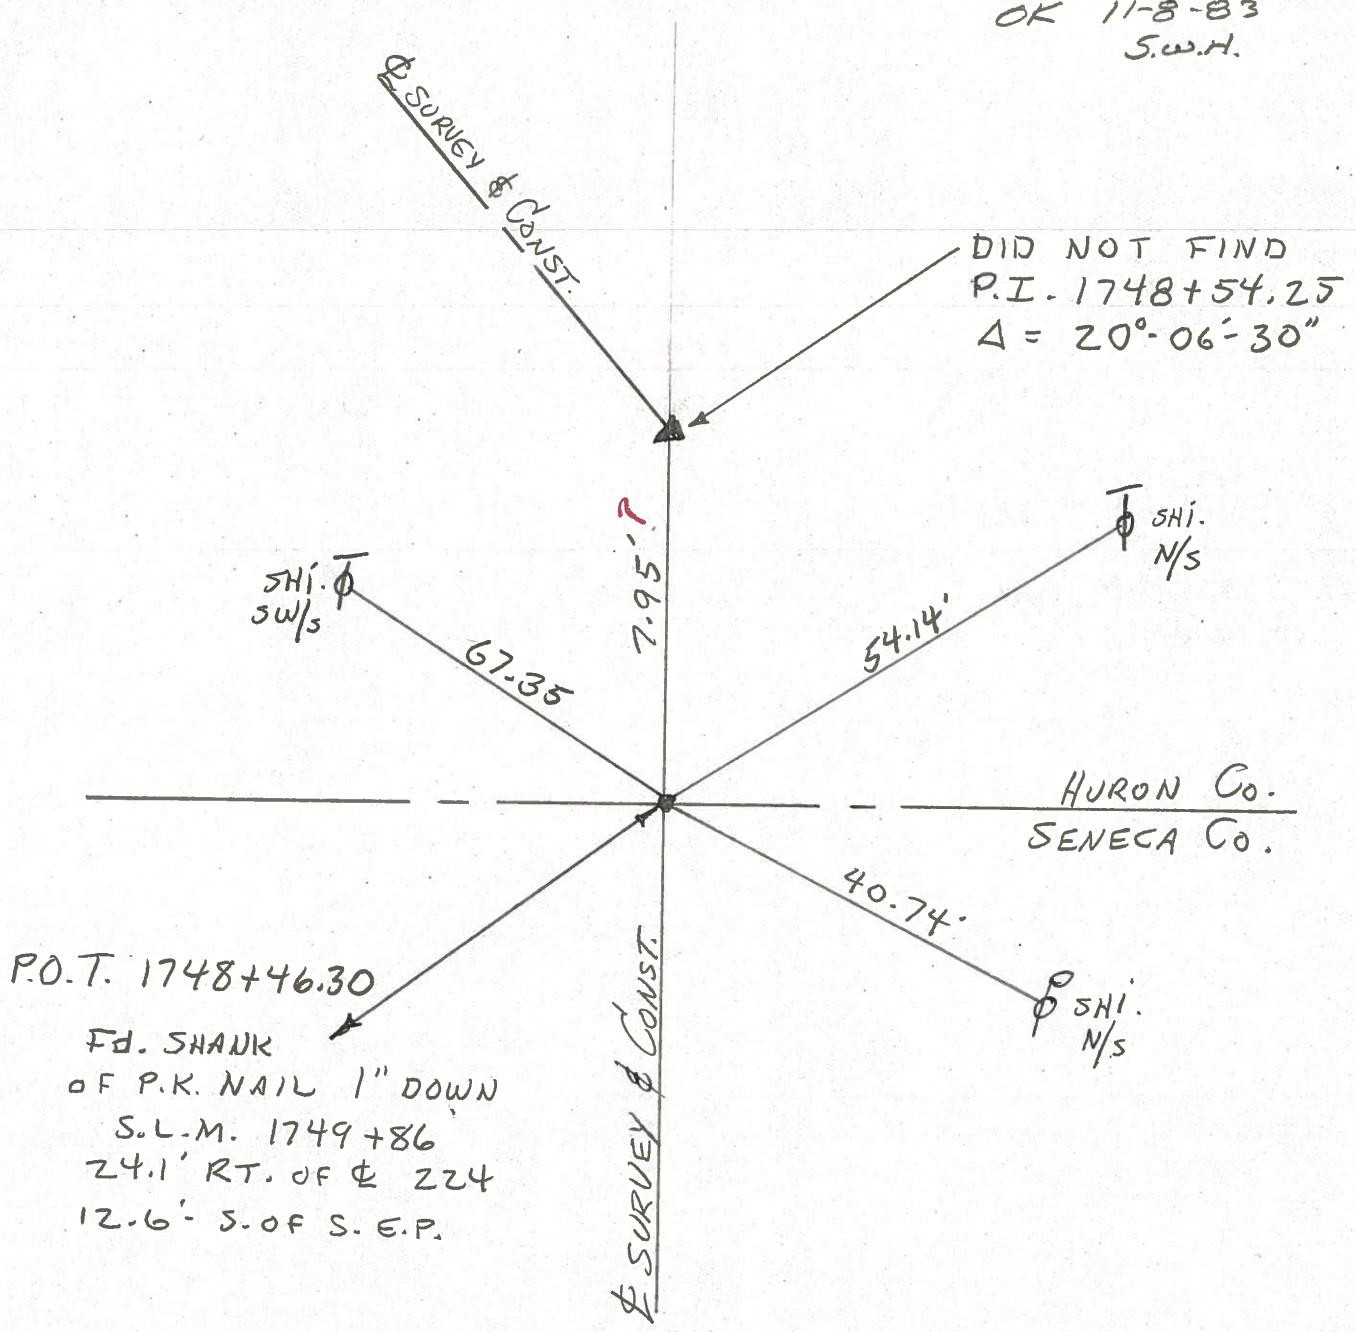 OK 11-8-83
S.W.H.
℄ SURVEY & CONST.
DID NOT FIND
P.I. 1748+54.25
Δ = 20°-06'-30"
7.95' ?
SHi.
N/S
SHi.
SW/S
67.35
54.14'
HURON Co.
SENECA Co.
40.74'
P.O.T. 1748+46.30
Fd. SHANK
OF P.K. NAIL 1" DOWN
S.L.M. 1749+86
24.1' RT. OF ℄ 224
12.6'- S. OF S. E.P.
SHi.
N/S
℄ SURVEY & CONST.